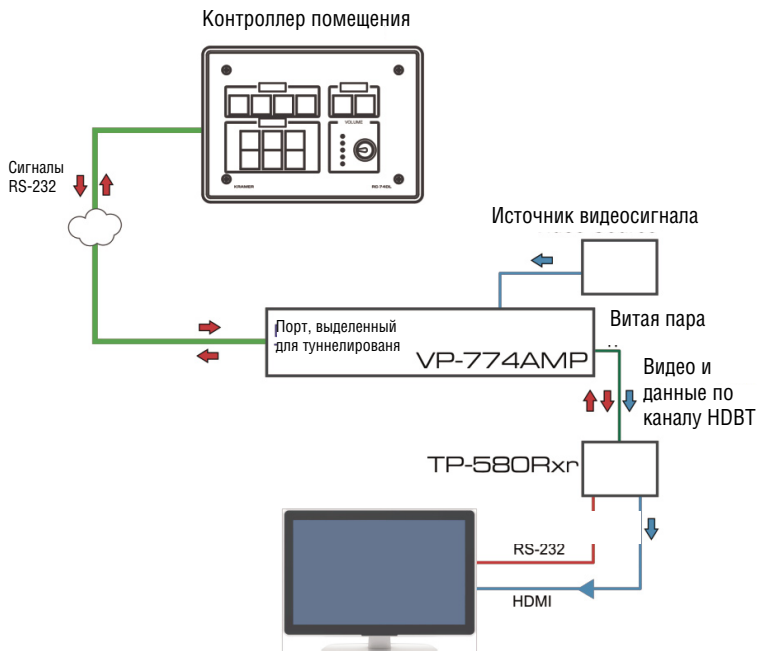 Контроллер помещения
VOLUME
KRAMER
RC-74DL
Сигналы
RS-232
Источник видеосигнала
Порт, выделенный
для туннелированя
VP-774AMP
Витая пара
Видео и
данные по
каналу HDBT
TP-580Rxr
RS-232
HDMI